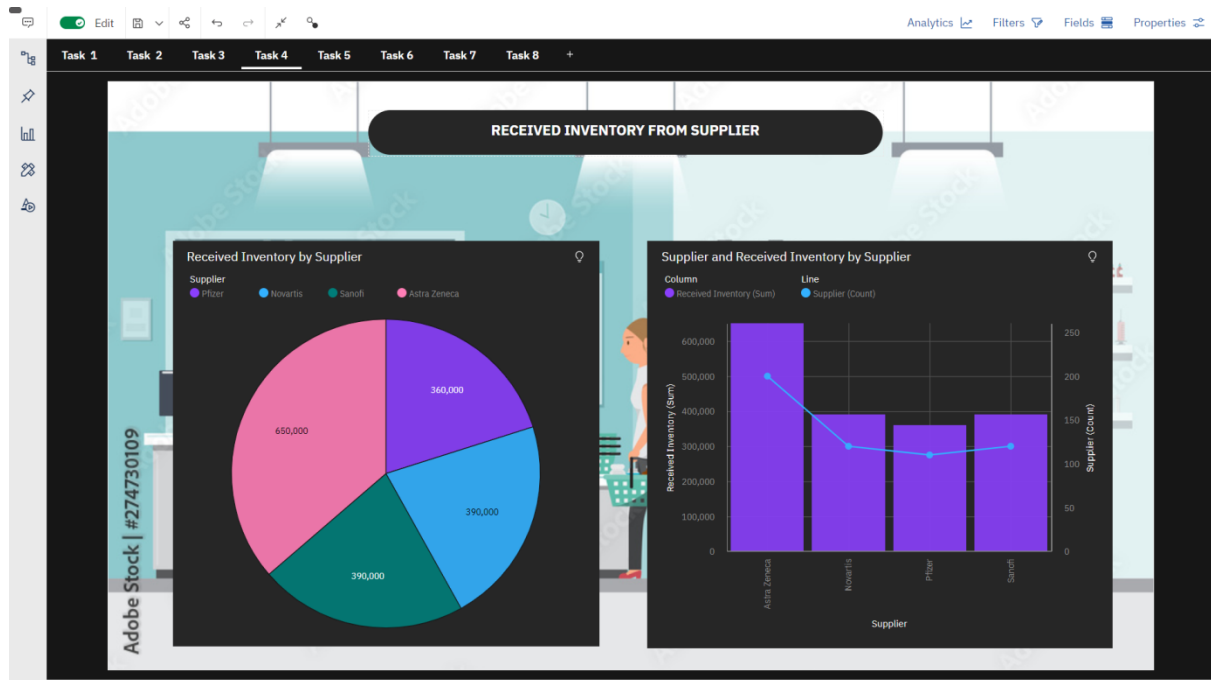 Edit
Analytics
Filters
Fields
Properties
Task 1
Task 2
Task 3
Task 4
Task 5
Task 6
Task 7
Task 8
+
RECEIVED INVENTORY FROM SUPPLIER
Received Inventory by Supplier
Supplier
Pfizer
Novartis
Sanofi
Astra Zeneca
360,000
650,000
390,000
390,000
Supplier and Received Inventory by Supplier
Column
Line
Received Inventory (Sum)
Supplier (Count)
600,000
500,000
400,000
300,000
200,000
100,000
0
Received Inventory (Sum)
250
200
150
100
50
0
Supplier (Count)
Astra Zeneca
Novartis
Pfizer
Sanofi
Supplier
Adobe Stock | #274730109
Adobe Stock